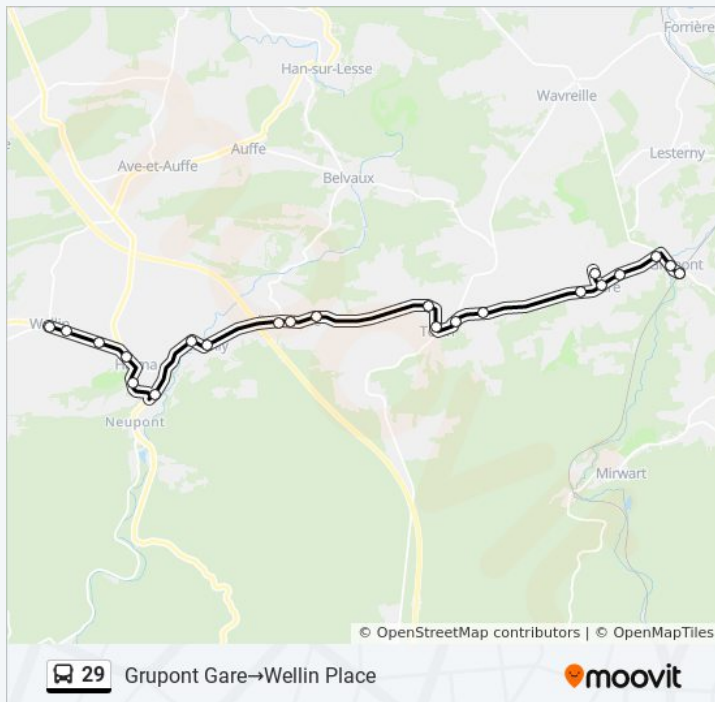 Forrière
Han-sur-Lesse
Wavreille
Auffe
Lesterny
Ave-et-Auffe
Belvaux
Neupont
Mirwart
© OpenStreetMap contributors | © OpenMapTiles
29 Grupont Gare→Wellin Place
moovit